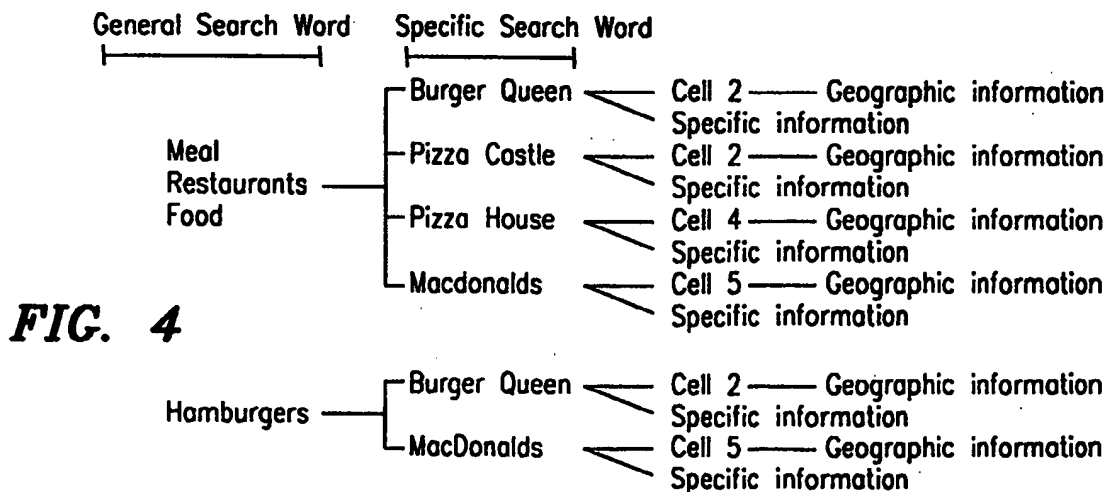 General Search Word Specific Search Word
Burger Queen Cell 2 Geographic information
Specific information
Meal
Pizza Castle Cell 2 Geographic information
Restaurants
Specific information
Food
Pizza House Cell 4 Geographic information
Specific information
Macdonalds Cell 5 Geographic information
Specific information
FIG. 4
Burger Queen Cell 2 Geographic information
Hamburgers
Specific information
MacDonalds Cell 5 Geographic information
Specific information